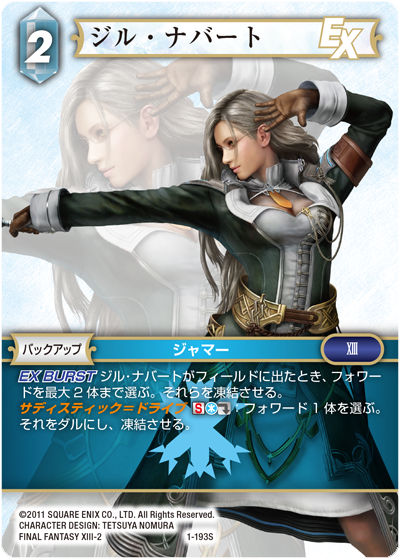 2 ジル・ナバート EX
バックアップ ジャマー XIII
EX BURST ジル・ナバートがフィールドに出たとき、フォワー
ドを最大2体まで選ぶ。それらを凍結させる。
サディスティック=ドライブ S : フォワード1体を選ぶ。
それをダルにし、凍結させる。
©2011 SQUARE ENIX CO., LTD. All Rights Reserved.
CHARACTER DESIGN: TETSUYA NOMURA
FINAL FANTASY XIII-2 1-193S